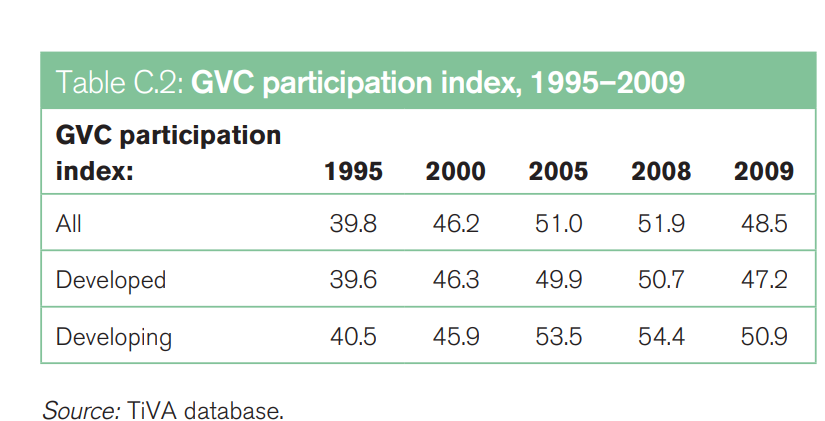 Table C.2: GVC participation index, 1995–2009
GVC participation
index: 1995 2000 2005 2008 2009
All 39.8 46.2 51.0 51.9 48.5
Developed 39.6 46.3 49.9 50.7 47.2
Developing 40.5 45.9 53.5 54.4 50.9
Source: TiVA database.